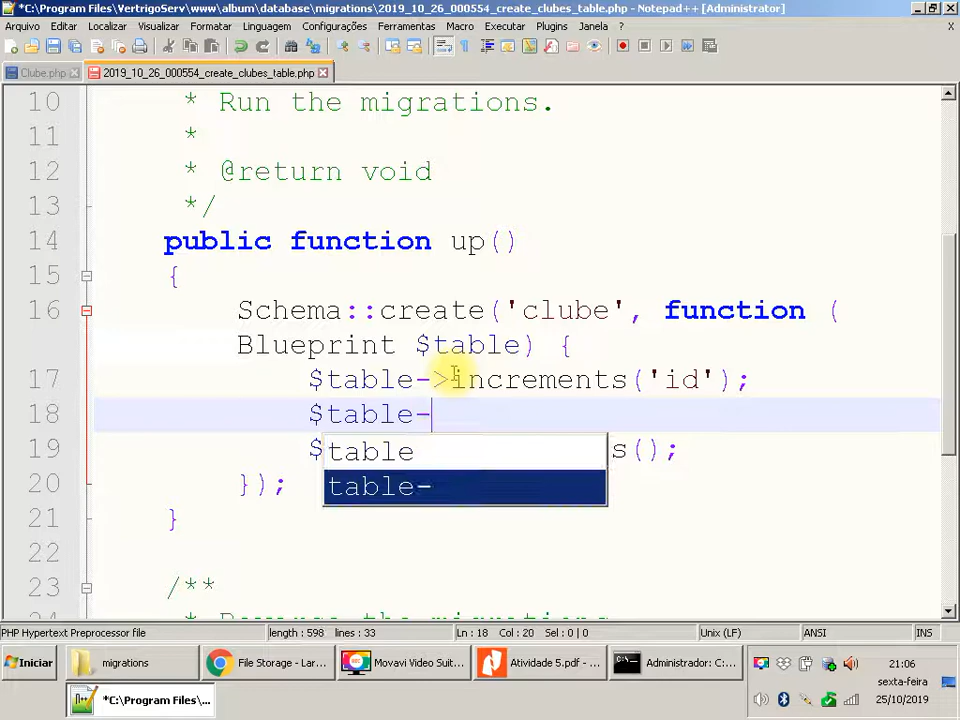 *C:\Program Files\VertrigoServ\www\album\database\migrations\2019_10_26_000554_create_clubes_table.php - Notepad++ [Administrador]
Arquivo Editar Localizar Visualizar Formatar Linguagem Configurações Ferramentas Macro Executar Plugins Janela ? X
Clube.php 2019_10_26_000554_create_clubes_table.php
10 * Run the migrations.
11 *
12 * @return void
13 */
14 public function up()
15 {
16 Schema::create('clube', function (
Blueprint $table) {
17 $table->increments('id');
18 $table-
19 $ s();
table
table-
20 });
21 }
22
23 /**
* Reverse the migrations
PHP Hypertext Preprocessor file length : 598 lines : 33 Ln : 18 Col : 20 Sel : 0 | 0 Unix (LF) ANSI INS
Iniciar migrations File Storage - Lar... Movavi Video Suit... Atividade 5.pdf - ... Administrador: C:... 21:06
sexta-feira
*C:\Program Files\... 25/10/2019